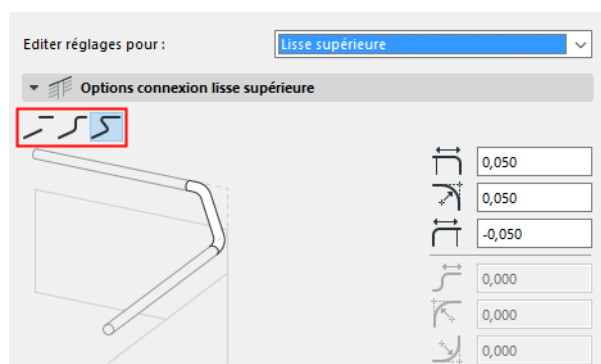 Editer réglages pour :
Lisse supérieure
Options connexion lisse supérieure
0,050
0,050
-0,050
0,000
0,000
0,000